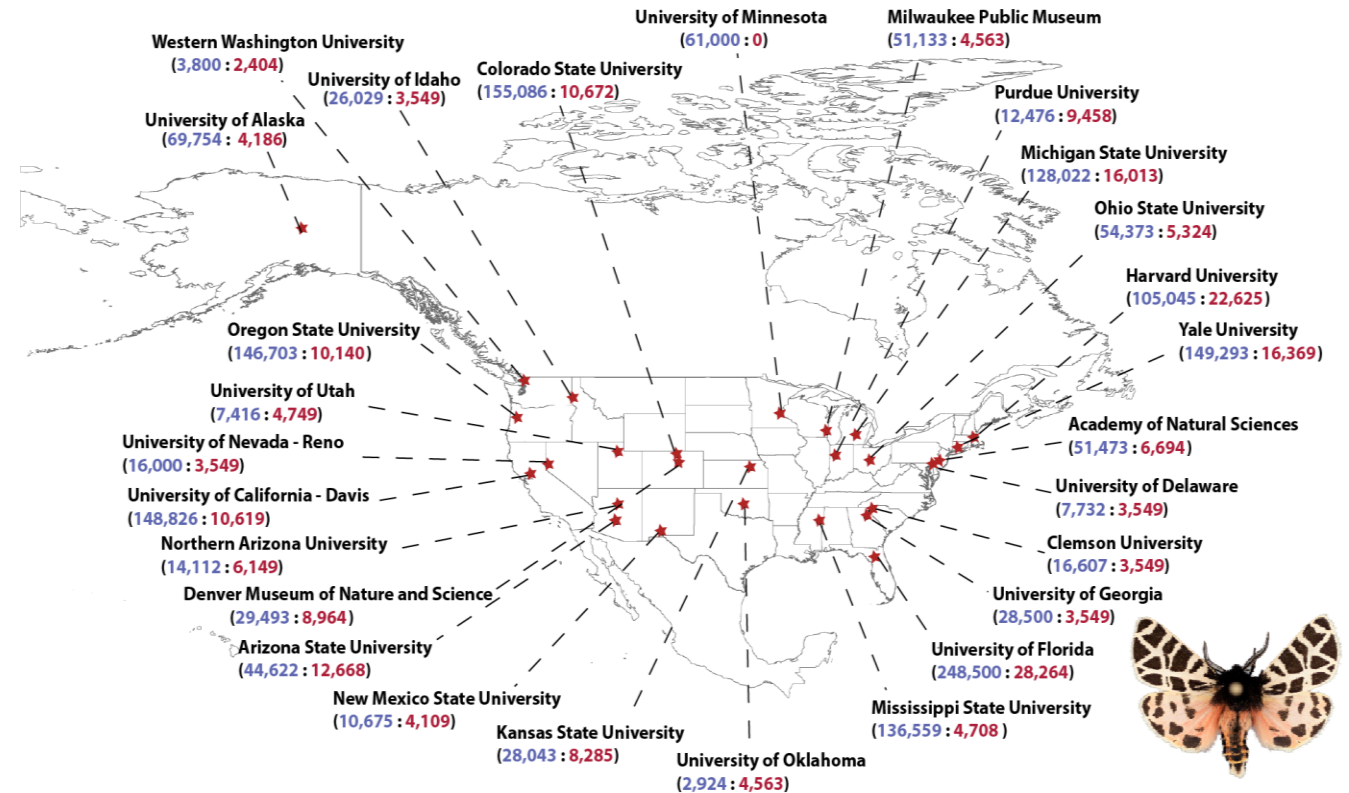 University of Minnesota
(61,000 : 0)
Milwaukee Public Museum
(51,133 : 4,563)
Western Washington University
(3,800 : 2,404)
University of Idaho
(26,029 : 3,549)
Colorado State University
(155,086 : 10,672)
Purdue University
(12,476 : 9,458)
University of Alaska
(69,754 : 4,186)
Michigan State University
(128,022 : 16,013)
Ohio State University
(54,373 : 5,324)
Harvard University
(105,045 : 22,625)
Yale University
(149,293 : 16,369)
Oregon State University
(146,703 : 10,140)
University of Utah
(7,416 : 4,749)
Academy of Natural Sciences
(51,473 : 6,694)
University of Nevada - Reno
(16,000 : 3,549)
University of Delaware
(7,732 : 3,549)
University of California - Davis
(148,826 : 10,619)
Clemson University
(16,607 : 3,549)
Northern Arizona University
(14,112 : 6,149)
University of Georgia
(28,500 : 3,549)
Denver Museum of Nature and Science
(29,493 : 8,964)
University of Florida
(248,500 : 28,264)
Arizona State University
(44,622 : 12,668)
New Mexico State University
(10,675 : 4,109)
Mississippi State University
(136,559 : 4,708 )
Kansas State University
(28,043 : 8,285)
University of Oklahoma
(2,924 : 4,563)